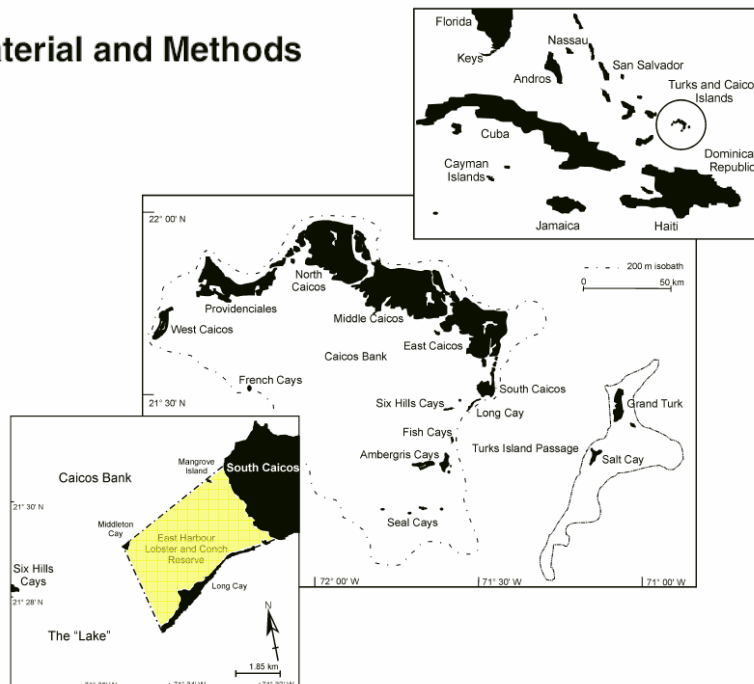 terial and Methods
Florida
Keys
Nassau
Andros
San Salvador
Turks and Caico
Islands
Cuba
Cayman
Islands
Jamaica
Haiti
Dominica
Republic
22° 00' N
200 m isobath
0 50 km
North
Caicos
Providenciales
West Caicos
Middle Caicos
East Caicos
Caicos Bank
French Cays
21° 30' N
South Caicos
Six Hills Cays
Long Cay
Fish Cays
Grand Turk
Turks Island Passage
Ambergris Cays
Salt Cay
Seal Cays
72° 00' W
71° 30' W
71° 00' W
Mangrove
Island
South Caicos
Caicos Bank
21° 30' N
Middleton
Cay
East Harbour
Lobster and Conch
Reserve
Six Hills
Cays
Long Cay
21° 28' N
The "Lake"
N
1.85 km